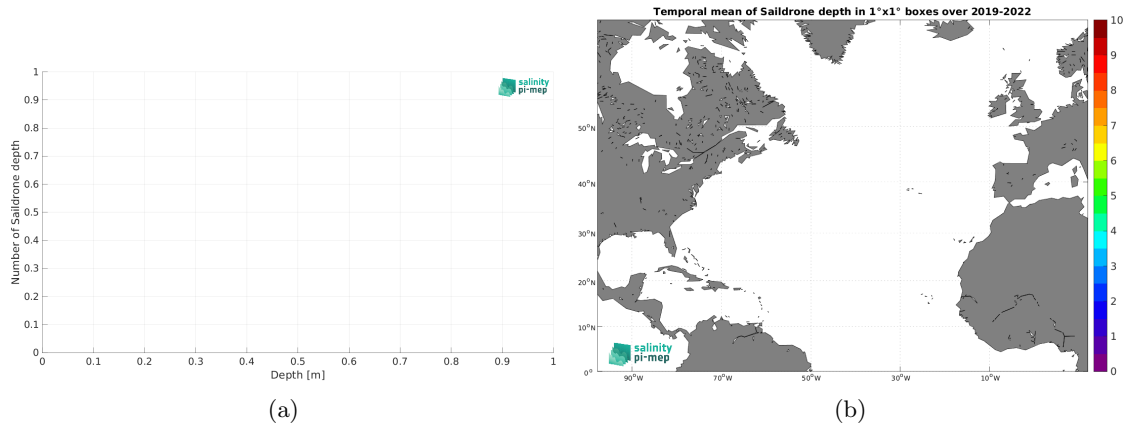 Temporal mean of Saildrone depth in 1°x1° boxes over 2019-2022
1
0.9
0.8
0.7
0.6
0.5
0.4
0.3
0.2
0.1
0
Number of Saildrone depth
salinity
pi-mep
0 0.1 0.2 0.3 0.4 0.5 0.6 0.7 0.8 0.9 1
Depth [m]
50°N
40°N
30°N
20°N
10°N
0°
salinity
pi-mep
90°W 70°W 50°W 30°W 10°W
10
9
8
7
6
5
4
3
2
1
0
(a)
(b)